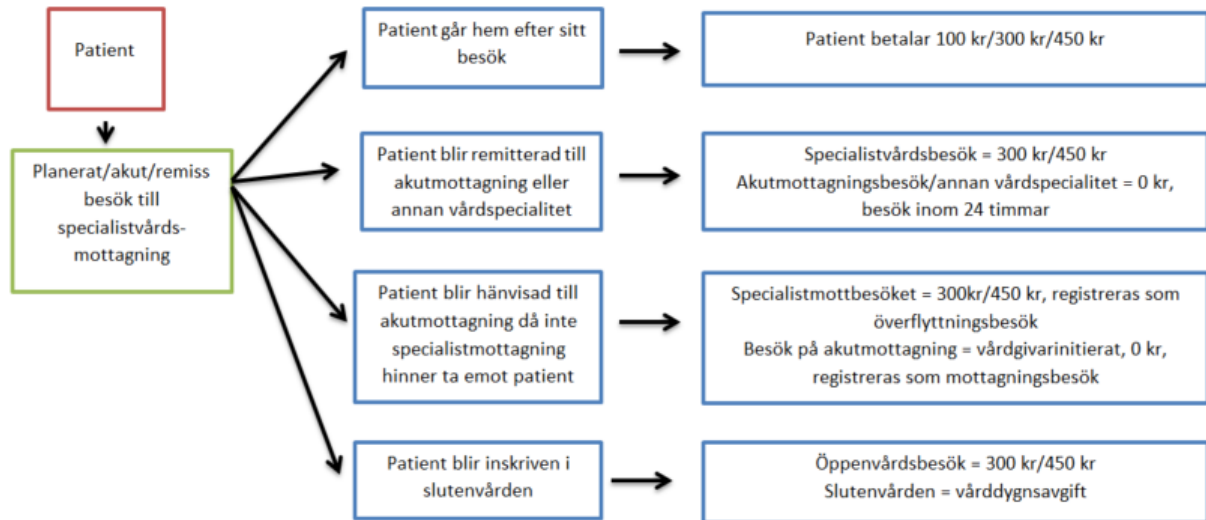 Patient
Planerat/akut/remiss
besök till
specialistvårds-
mottagning
Patient går hem efter sitt
besök
Patient betalar 100 kr/300 kr/450 kr
Patient blir remitterad till
akutmottagning eller
annan vårdspecialitet
Specialistvårdsbesök = 300 kr/450 kr
Akutmottagningsbesök/annan vårdspecialitet = 0 kr,
besök inom 24 timmar
Patient blir hänvisad till
akutmottagning då inte
specialistmottagning
hinner ta emot patient
Specialistmottbesöket = 300kr/450 kr, registreras som
överflyttningsbesök
Besök på akutmottagning = vårdgivarinitierat, 0 kr,
registreras som mottagningsbesök
Patient blir inskriven i
slutenvården
Öppenvårdsbesök = 300 kr/450 kr
Slutenvården = vårddygnsavgift